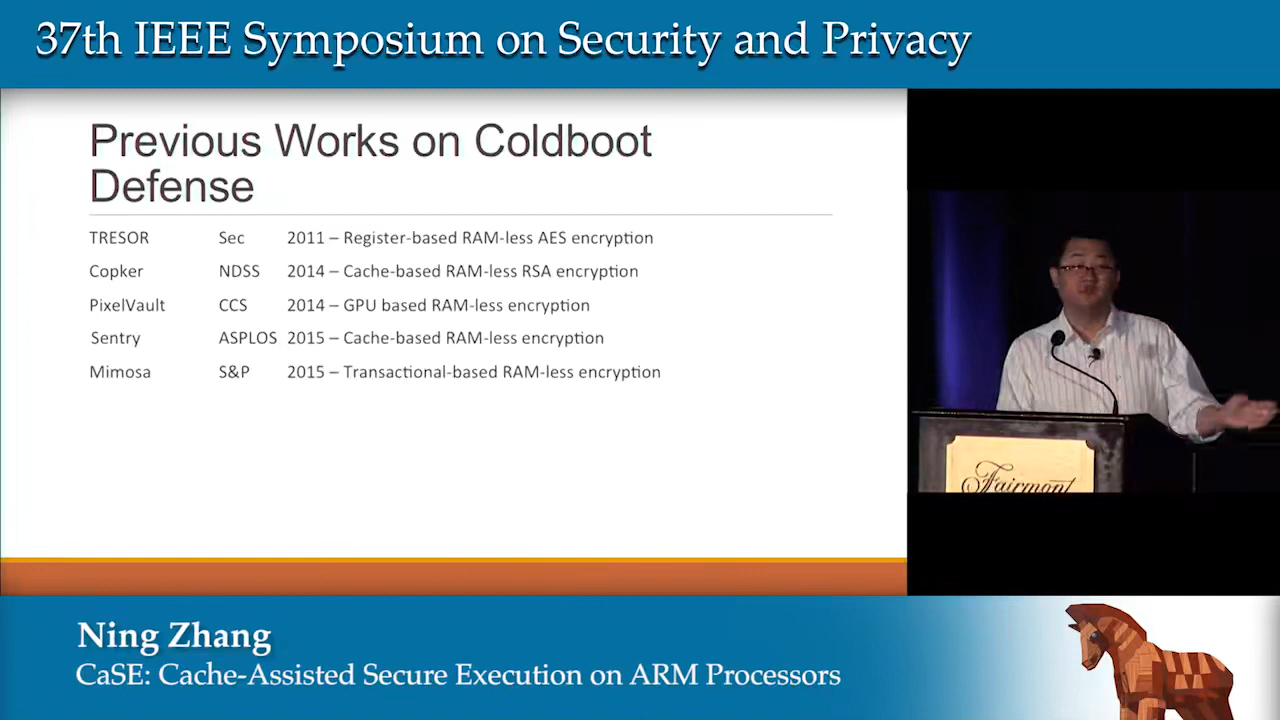 37th IEEE Symposium on Security and Privacy
Previous Works on Coldboot
Defense
TRESOR Sec 2011 – Register-based RAM-less AES encryption
Copker NDSS 2014 – Cache-based RAM-less RSA encryption
PixelVault CCS 2014 – GPU based RAM-less encryption
Sentry ASPLOS 2015 – Cache-based RAM-less encryption
Mimosa S&P 2015 – Transactional-based RAM-less encryption
Fairmont
Ning Zhang
CaSE: Cache-Assisted Secure Execution on ARM Processors